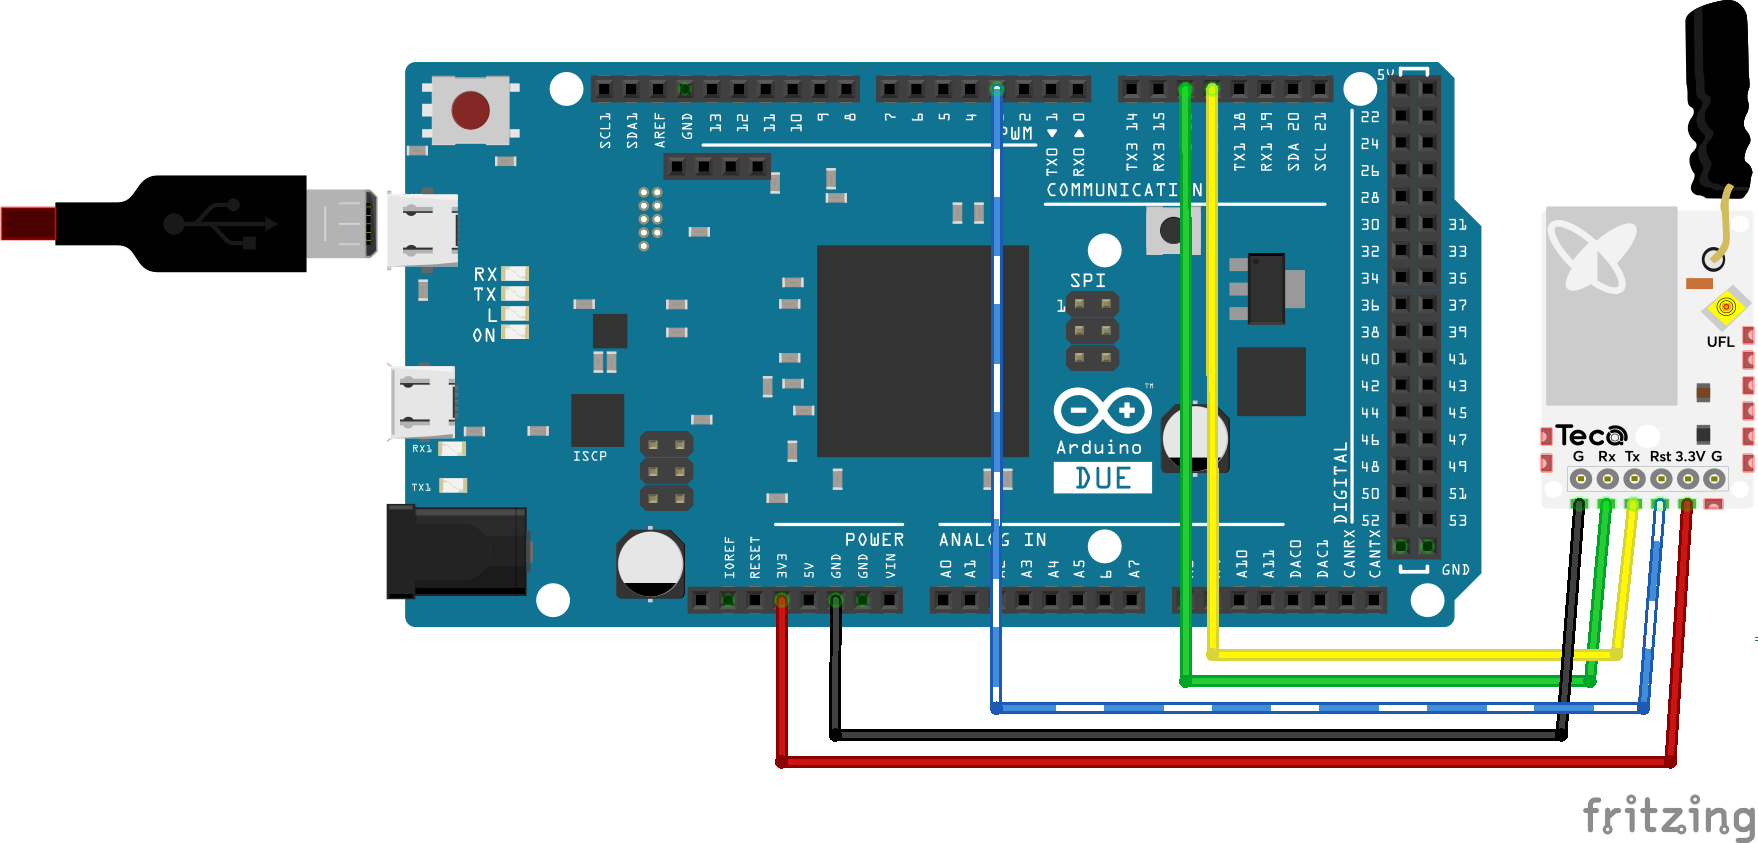 5V
SCL1 SDA1 AREF GND 13 12 11 10 9 8
7 6 5 4 2 TX0 1 RX0 0
PWM
TX3 14 RX3 15 TX1 18 RX1 19 SDA 20 SCL 21
COMMUNICATION
22
24
26
28
30 31
32 33
34 35
36 37
38 39
40 41
42 43
44 45
46 47
48 49
50 51
52 53
GND
DIGITAL
RX
TX
L
ON
SPI
1
UFL
Arduino
TM
DUE
RX1
ISCP
TX1
Teco
G Rx Tx Rst 3.3V G
POWER
ANALOG IN
IOREF RESET 3V3 5V GND GND VIN
A0 A1 A3 A4 A5 6 A7
A10 A11 DAC0 DAC1 CANRX CANTX
fritzing